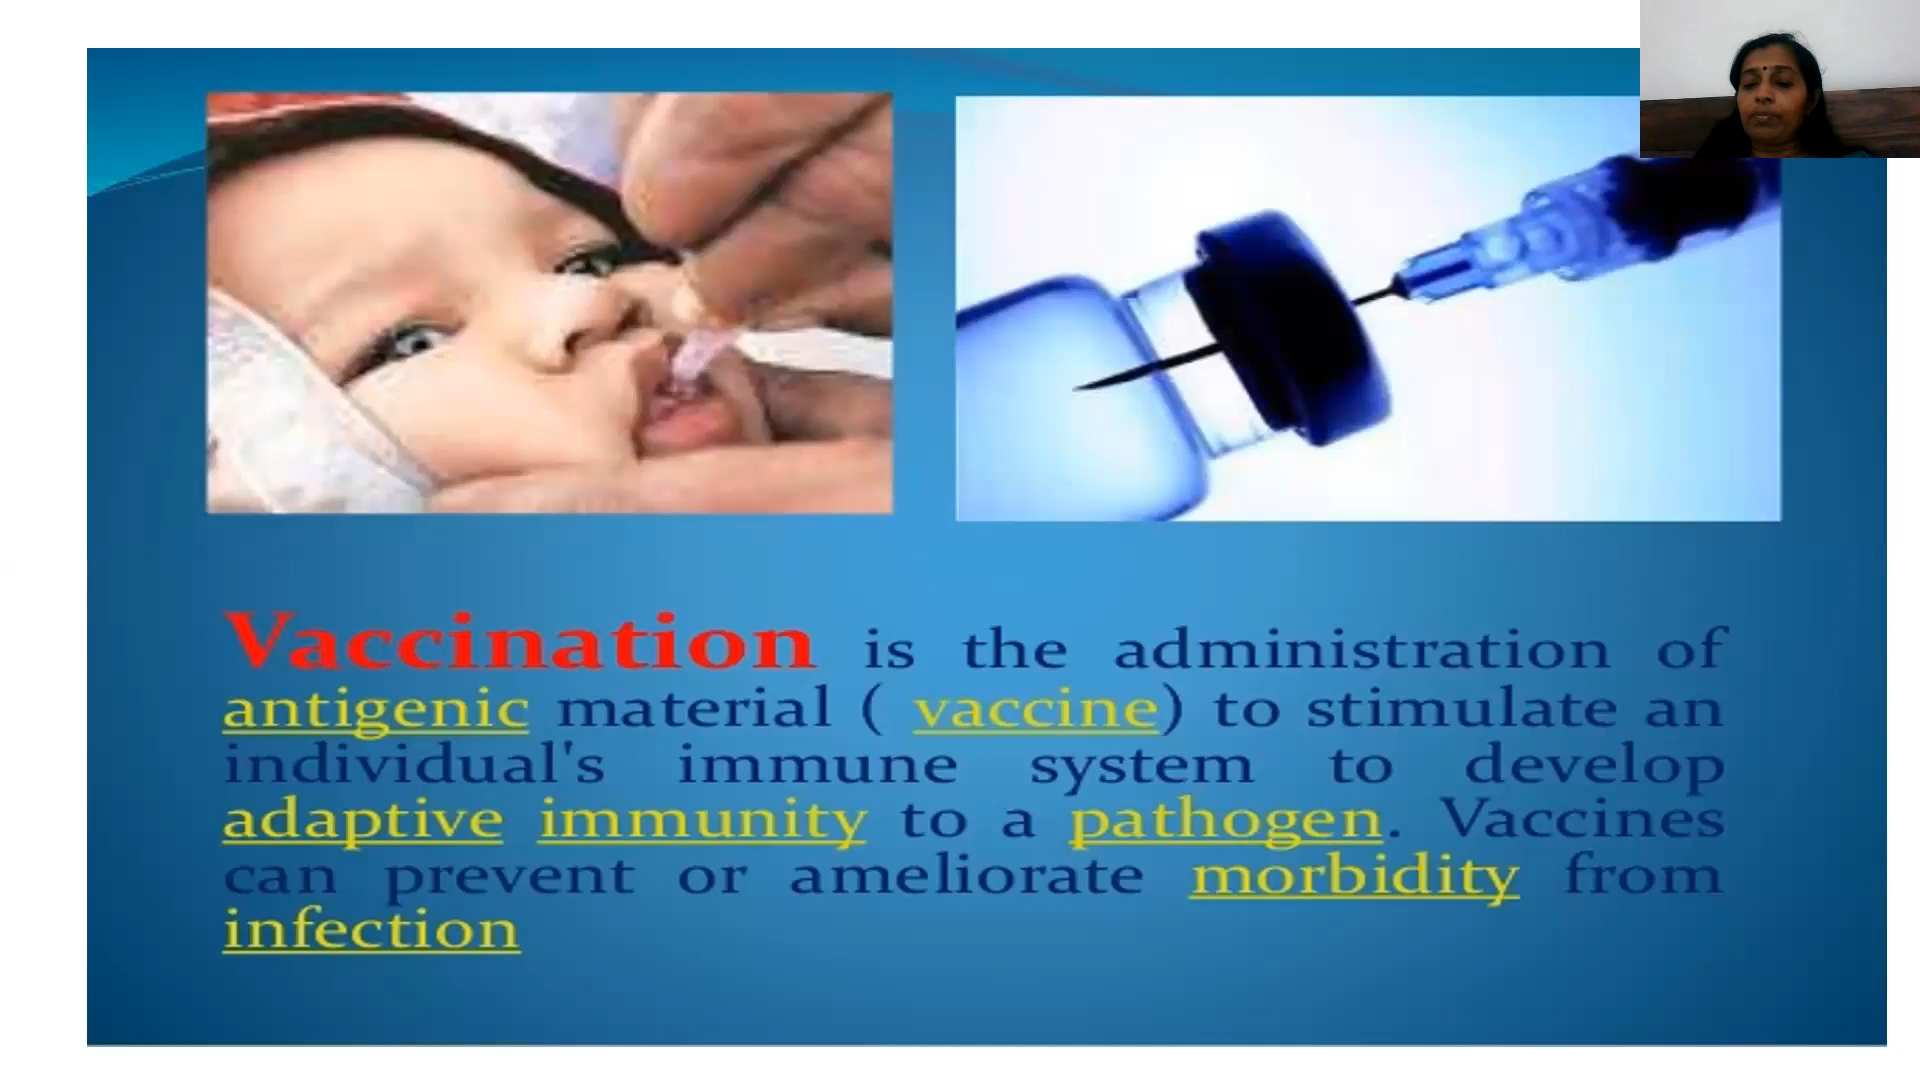 Vaccination is the administration of
antigenic material ( vaccine) to stimulate an
individual's immune system to develop
adaptive immunity to a pathogen. Vaccines
can prevent or ameliorate morbidity from
infection